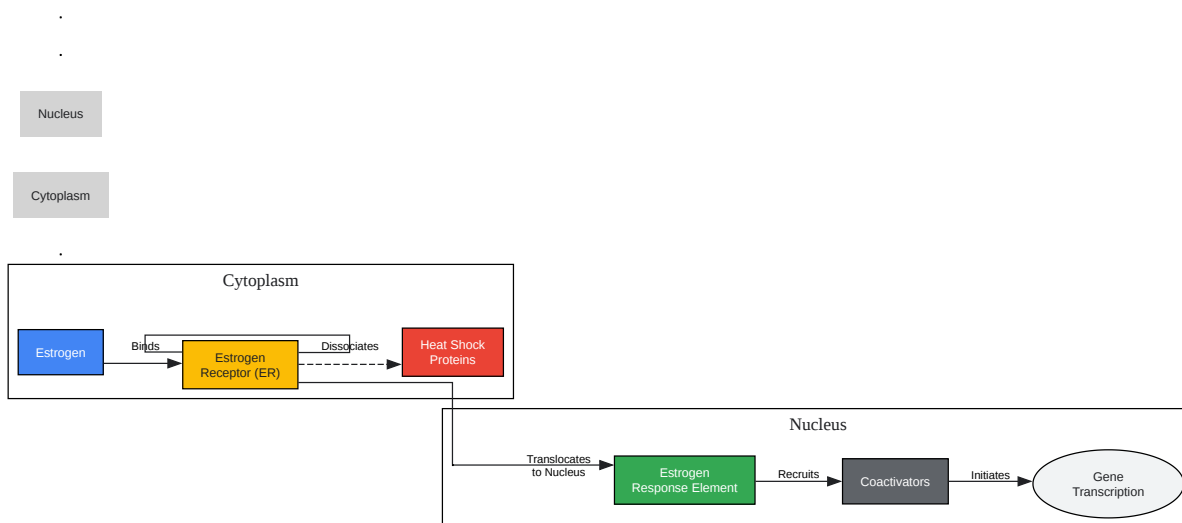 Nucleus
Cytoplasm
Cytoplasm
Estrogen
Binds
Estrogen
Receptor (ER)
Dissociates
Heat Shock
Proteins
Nucleus
Translocates
to Nucleus
Estrogen
Response Element
Recruits
Coactivators
Initiates
Gene
Transcription